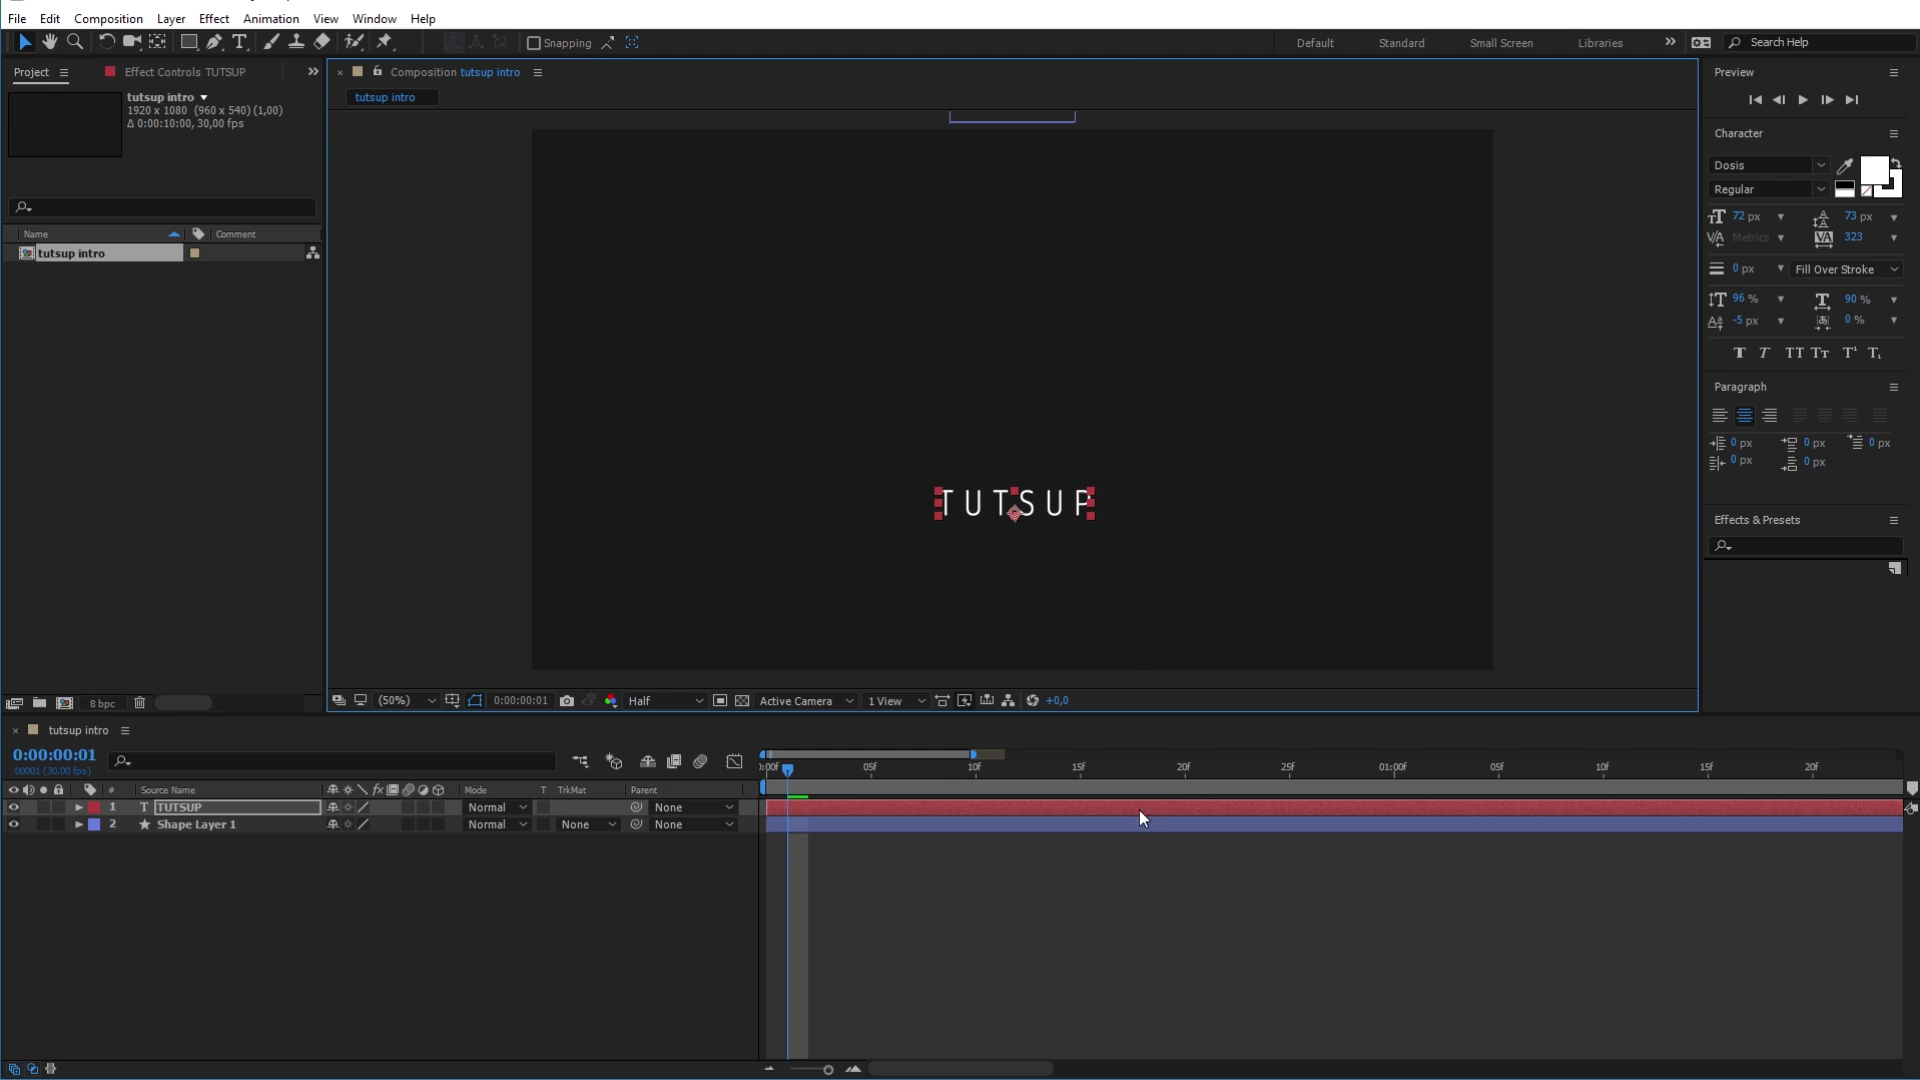 File Edit Composition Layer Effect Animation View Window Help
Snapping Default Standard Small Screen Libraries Search Help
Project Effect Controls TUTSUP
Composition tutsup intro
Preview
tutsup intro
tutsup intro
1920 x 1080 (960 x 540) (1,00)
Δ 0:00:10:00, 30,00 fps
Character
Dosis
Regular
72 px 73 px
Metrics 323
0 px Fill Over Stroke
96 % 90 %
-5 px 0 %
T T TT Tt T¹ T₁
Paragraph
0 px 0 px 0 px
0 px 0 px
Effects & Presets
Name Comment
tutsup intro
TUTSUP
8 bpc
(50%) 0:00:00:01 Half Active Camera 1 View +0,0
tutsup intro
0:00:00:01
00001 (30.00 fps)
:00f 05f 10f 15f 20f 25f 01:00f 05f 10f 15f 20f
# Source Name fx Mode T TrkMat Parent
1 T TUTSUP Normal None
2 Shape Layer 1 Normal None None